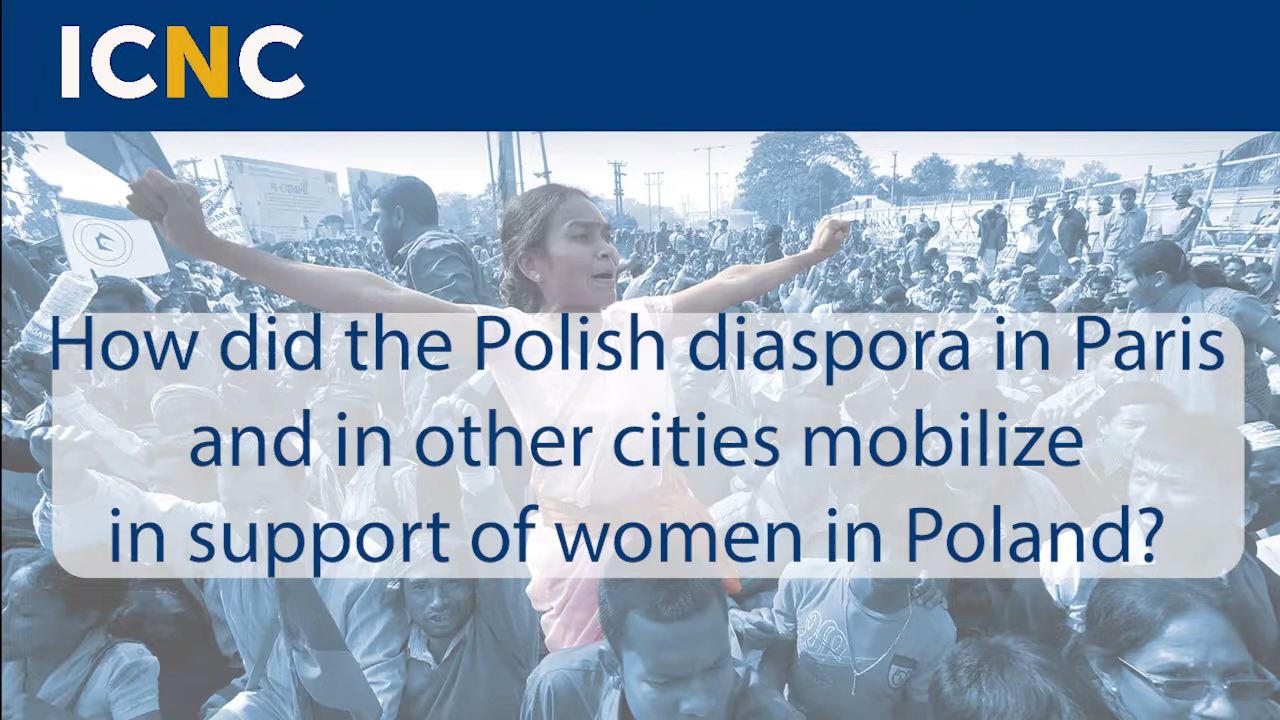 ICNC
How did the Polish diaspora in Paris
and in other cities mobilize
in support of women in Poland?